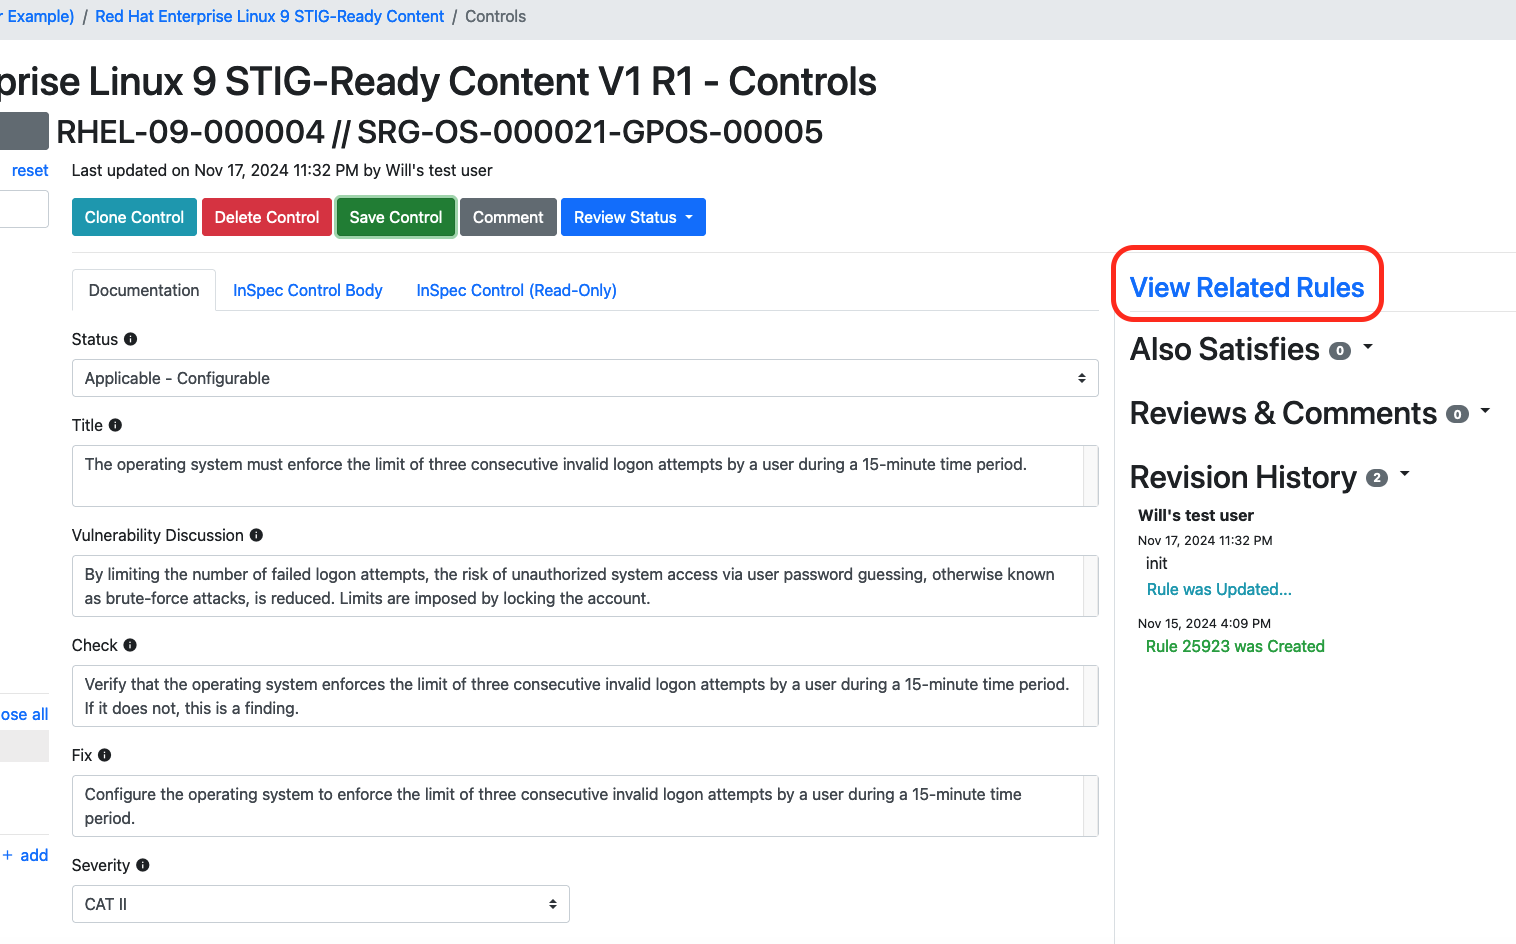 r Example) / Red Hat Enterprise Linux 9 STIG-Ready Content / Controls
prise Linux 9 STIG-Ready Content V1 R1 - Controls
RHEL-09-000004 // SRG-OS-000021-GPOS-00005
reset
Last updated on Nov 17, 2024 11:32 PM by Will's test user
Clone Control Delete Control Save Control Comment Review Status
Documentation InSpec Control Body InSpec Control (Read-Only)
Status
Applicable - Configurable
Title
The operating system must enforce the limit of three consecutive invalid logon attempts by a user during a 15-minute time period.
Vulnerability Discussion
By limiting the number of failed logon attempts, the risk of unauthorized system access via user password guessing, otherwise known
as brute-force attacks, is reduced. Limits are imposed by locking the account.
Check
Verify that the operating system enforces the limit of three consecutive invalid logon attempts by a user during a 15-minute time period.
If it does not, this is a finding.
ose all
Fix
Configure the operating system to enforce the limit of three consecutive invalid logon attempts by a user during a 15-minute time
period.
+ add
Severity
CAT II
View Related Rules
Also Satisfies 0
Reviews & Comments 0
Revision History 2
Will's test user
Nov 17, 2024 11:32 PM
init
Rule was Updated...
Nov 15, 2024 4:09 PM
Rule 25923 was Created